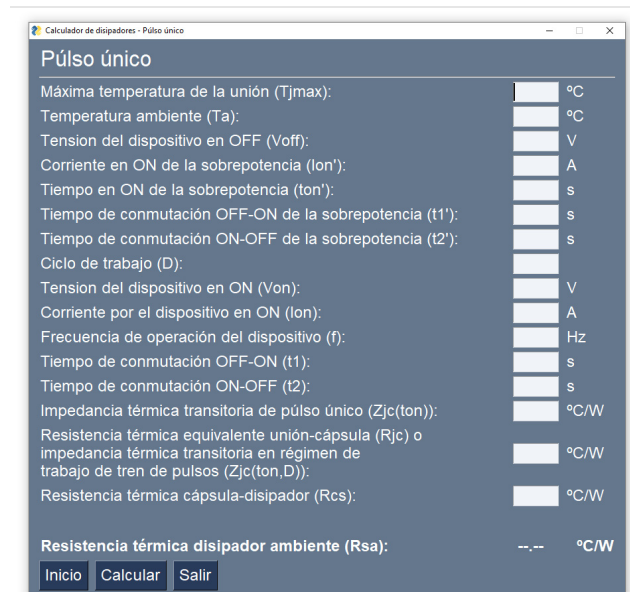 Calculador de disipadores - Púlso único
Púlso único
Máxima temperatura de la unión (Tjmax): ºC
Temperatura ambiente (Ta): ºC
Tension del dispositivo en OFF (Voff): V
Corriente en ON de la sobrepotencia (Ion'): A
Tiempo en ON de la sobrepotencia (ton'): s
Tiempo de conmutación OFF-ON de la sobrepotencia (t1'): s
Tiempo de conmutación ON-OFF de la sobrepotencia (t2'): s
Ciclo de trabajo (D):
Tension del dispositivo en ON (Von): V
Corriente por el dispositivo en ON (Ion): A
Frecuencia de operación del dispositivo (f): Hz
Tiempo de conmutación OFF-ON (t1): s
Tiempo de conmutación ON-OFF (t2): s
Impedancia térmica transitoria de púlso único (Zjc(ton)): ºC/W
Resistencia térmica equivalente unión-cápsula (Rjc) o
impedancia térmica transitoria en régimen de ºC/W
trabajo de tren de pulsos (Zjc(ton,D)):
Resistencia térmica cápsula-disipador (Rcs): ºC/W
Resistencia térmica disipador ambiente (Rsa): --.-- ºC/W
Inicio Calcular Salir